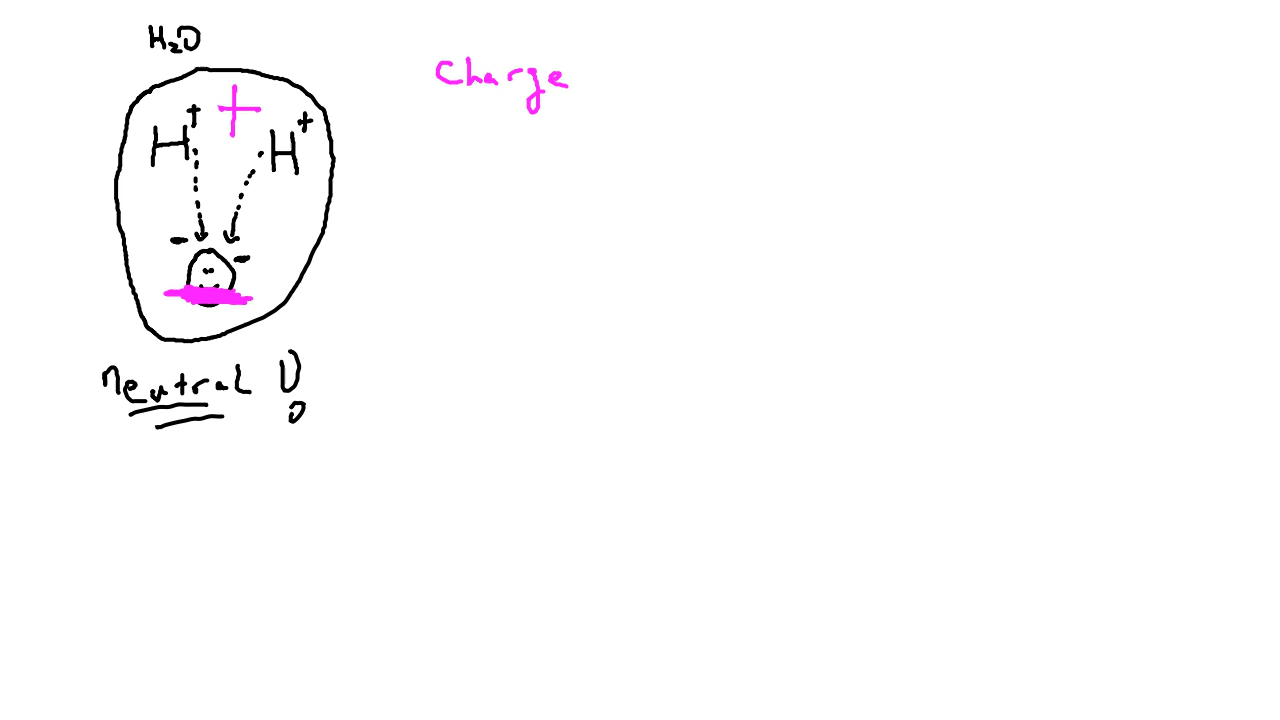 H₂O
Charge
+
H⁺ H⁺
- -
neutral !